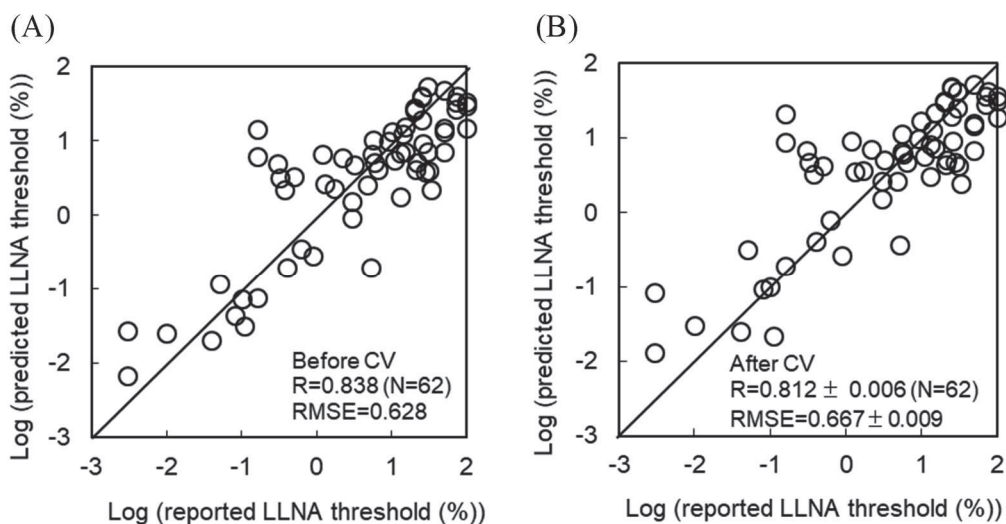 (A)
Log (predicted LLNA threshold (%))
2
1
0
-1
-2
-3
Before CV
R=0.838 (N=62)
RMSE=0.628
-3 -2 -1 0 1 2
Log (reported LLNA threshold (%))
(B)
Log (predicted LLNA threshold (%))
2
1
0
-1
-2
-3
After CV
R=0.812 ± 0.006 (N=62)
RMSE=0.667 ± 0.009
-3 -2 -1 0 1 2
Log (reported LLNA threshold (%))